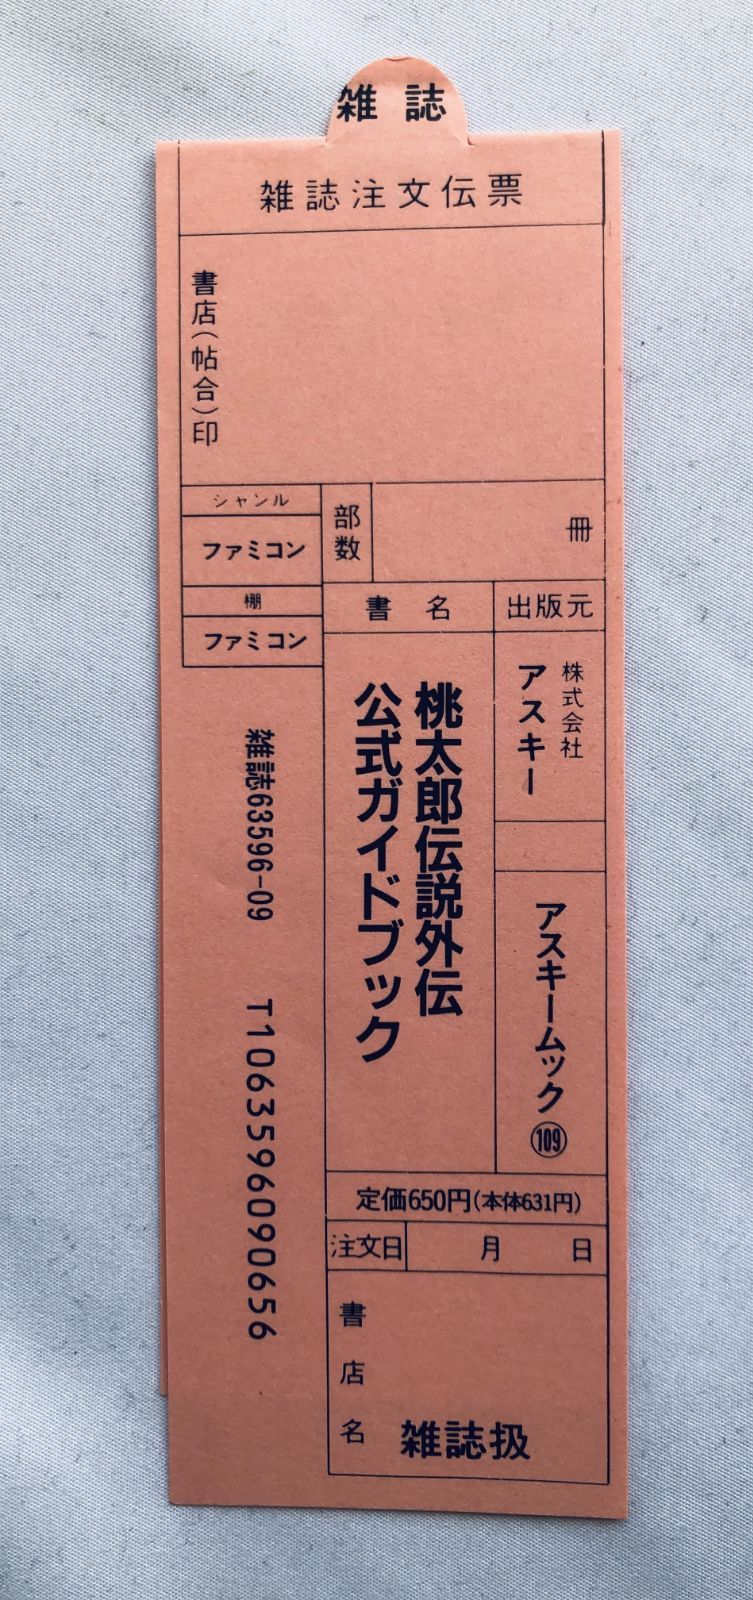 雑誌
雑誌注文伝票
書店(帖合)印
ジャンル
ファミコン
棚
ファミコン
部数
冊
書名
出版元
桃太郎伝説外伝
公式ガイドブック
株式会社
アスキー
アスキームック109
定価650円(本体631円)
注文日
月 日
書店名
雑誌扱
雑誌63596-09 T1063596090656